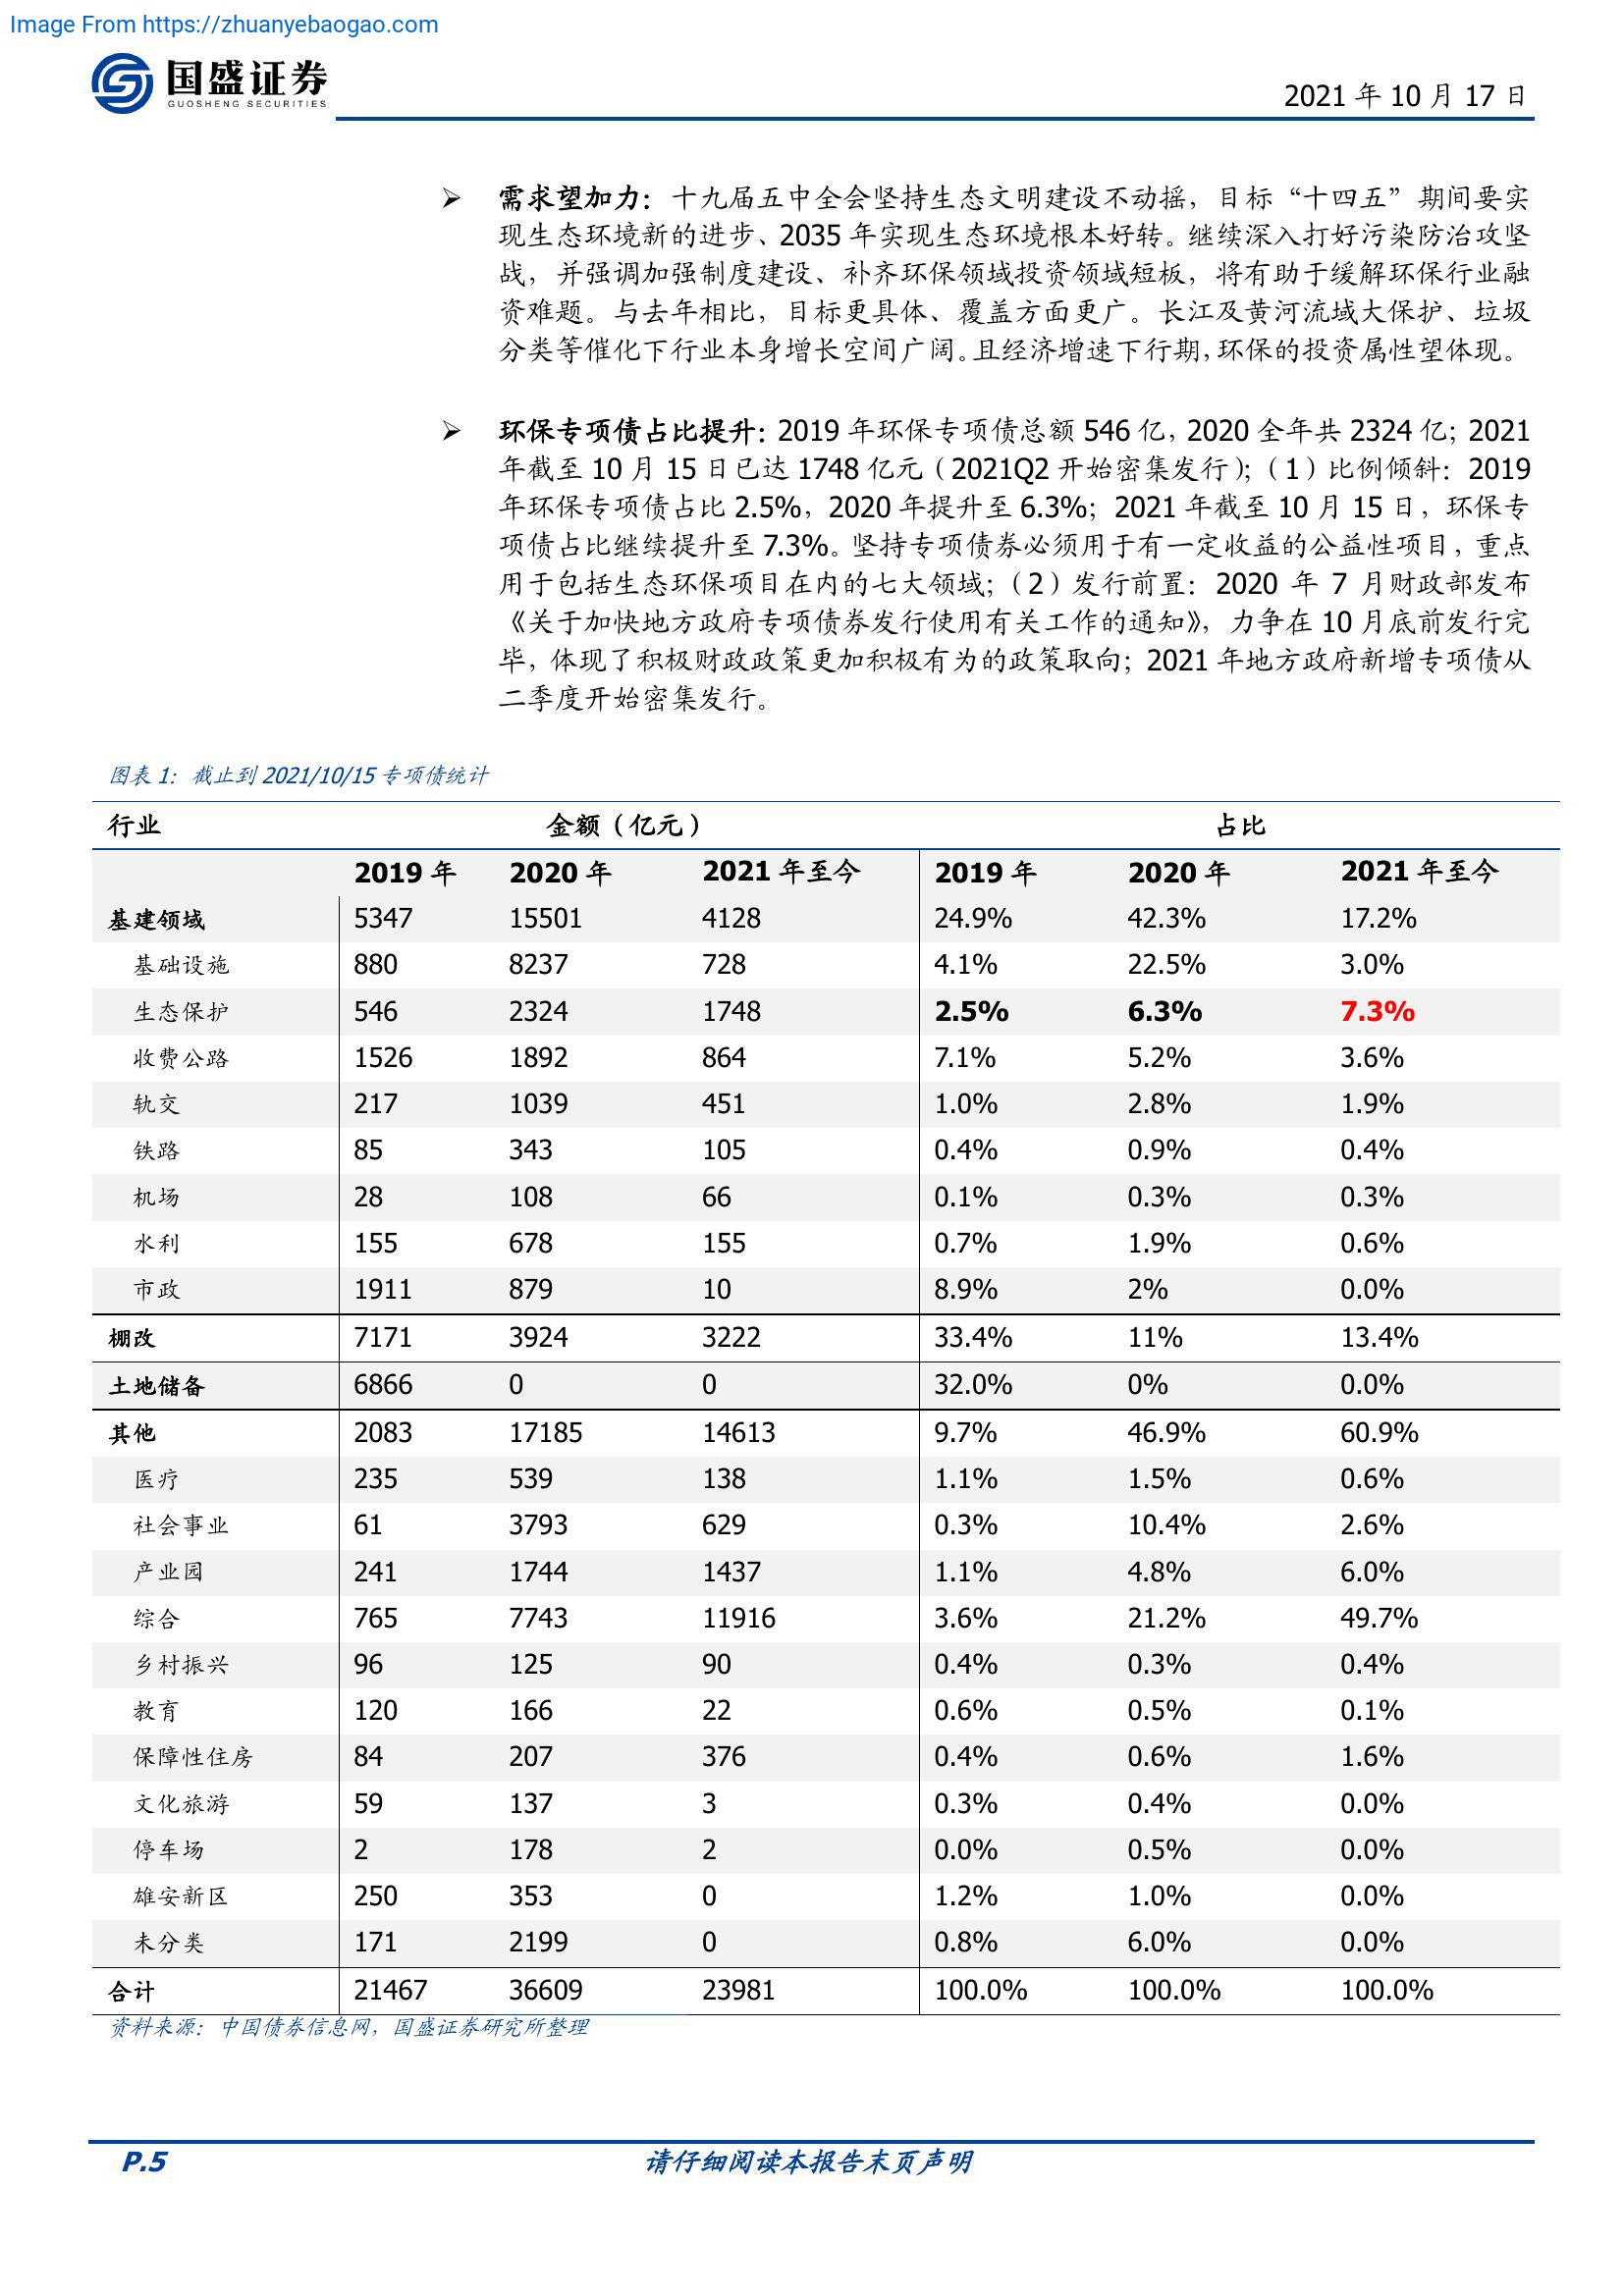 Image From https://zhuanyebaogao.com
国盛证券
GUOSHENG SECURITIES
2021 年 10 月 17 日
➢ 需求望加力：十九届五中全会坚持生态文明建设不动摇，目标“十四五”期间要实
现生态环境新的进步、2035 年实现生态环境根本好转。继续深入打好污染防治攻坚
战，并强调加强制度建设、补齐环保领域投资领域短板，将有助于缓解环保行业融
资难题。与去年相比，目标更具体、覆盖方面更广。长江及黄河流域大保护、垃圾
分类等催化下行业本身增长空间广阔。且经济增速下行期，环保的投资属性望体现。
➢ 环保专项债占比提升：2019 年环保专项债总额 546 亿，2020 全年共 2324 亿；2021
年截至 10 月 15 日已达 1748 亿元（2021Q2 开始密集发行）；（1）比例倾斜：2019
年环保专项债占比 2.5%，2020 年提升至 6.3%；2021 年截至 10 月 15 日，环保专
项债占比继续提升至 7.3%。坚持专项债券必须用于有一定收益的公益性项目，重点
用于包括生态环保项目在内的七大领域；（2）发行前置：2020 年 7 月财政部发布
《关于加快地方政府专项债券发行使用有关工作的通知》，力争在 10 月底前发行完
毕，体现了积极财政政策更加积极有为的政策取向；2021 年地方政府新增专项债从
二季度开始密集发行。
图表 1：截止到 2021/10/15 专项债统计
行业 金额（亿元） 占比
2019 年 2020 年 2021 年至今 2019 年 2020 年 2021 年至今
基建领域 5347 15501 4128 24.9% 42.3% 17.2%
基础设施 880 8237 728 4.1% 22.5% 3.0%
生态保护 546 2324 1748 2.5% 6.3% 7.3%
收费公路 1526 1892 864 7.1% 5.2% 3.6%
轨交 217 1039 451 1.0% 2.8% 1.9%
铁路 85 343 105 0.4% 0.9% 0.4%
机场 28 108 66 0.1% 0.3% 0.3%
水利 155 678 155 0.7% 1.9% 0.6%
市政 1911 879 10 8.9% 2% 0.0%
棚改 7171 3924 3222 33.4% 11% 13.4%
土地储备 6866 0 0 32.0% 0% 0.0%
其他 2083 17185 14613 9.7% 46.9% 60.9%
医疗 235 539 138 1.1% 1.5% 0.6%
社会事业 61 3793 629 0.3% 10.4% 2.6%
产业园 241 1744 1437 1.1% 4.8% 6.0%
综合 765 7743 11916 3.6% 21.2% 49.7%
乡村振兴 96 125 90 0.4% 0.3% 0.4%
教育 120 166 22 0.6% 0.5% 0.1%
保障性住房 84 207 376 0.4% 0.6% 1.6%
文化旅游 59 137 3 0.3% 0.4% 0.0%
停车场 2 178 2 0.0% 0.5% 0.0%
雄安新区 250 353 0 1.2% 1.0% 0.0%
未分类 171 2199 0 0.8% 6.0% 0.0%
合计 21467 36609 23981 100.0% 100.0% 100.0%
资料来源：中国债券信息网，国盛证券研究所整理
P.5 请仔细阅读本报告末页声明